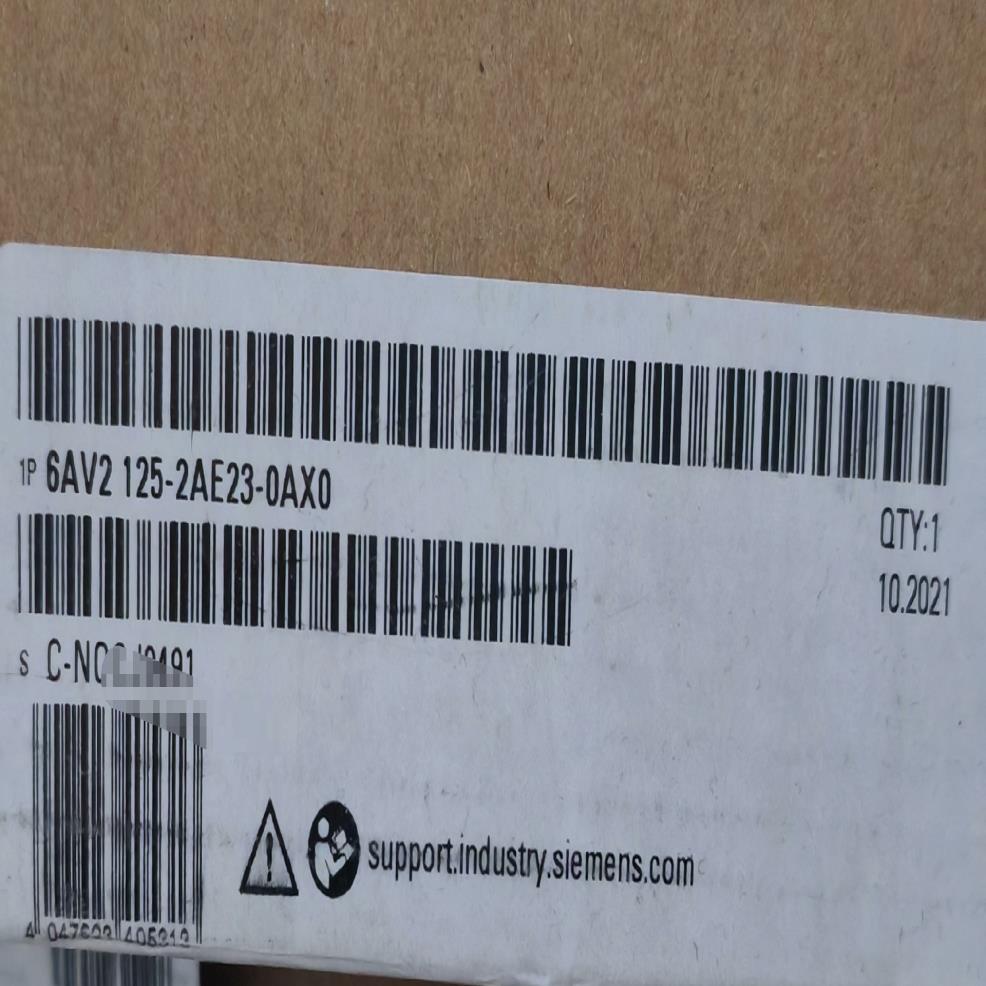 1P 6AV2 125-2AE23-0AX0
QTY:1
10.2021
S
support.industry.siemens.com